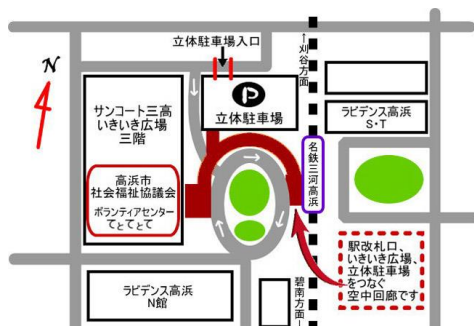 立体駐車場入口
↑刈谷方面
N
サンコート三高
いきいき広場
三階
P
立体駐車場
ラビデンス高浜
S・T
高浜市
社会福祉協議会
ボランティアセンター
てとてとて
名鉄三河高浜
駅改札口、
いきいき広場、
立体駐車場
をつなぐ
空中回廊です
ラビデンス高浜
N館
碧南方面↓